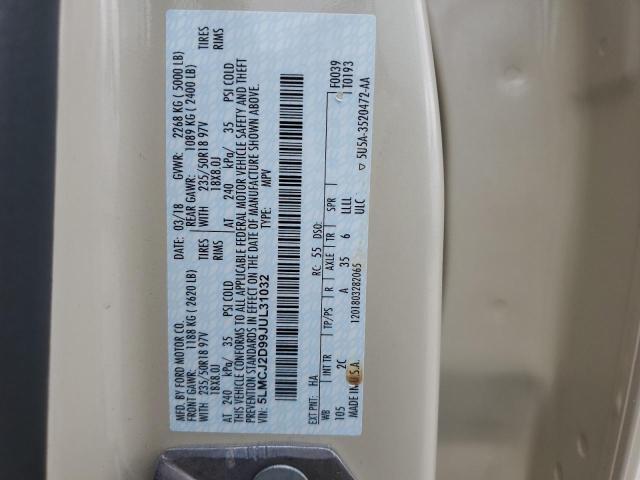 MFD. BY FORD MOTOR CO.
DATE: 03/18 GVWR: 2268 KG ( 5000 LB)
FRONT GAWR: 1188 KG ( 2620 LB) REAR GAWR: 1089 KG ( 2400 LB)
WITH 235/50R18 97V TIRES WITH 235/50R18 97V TIRES
18X8.0J RIMS 18X8.0J RIMS
AT 240 kPa/ 35 PSI COLD AT 240 kPa/ 35 PSI COLD
THIS VEHICLE CONFORMS TO ALL APPLICABLE FEDERAL MOTOR VEHICLE SAFETY AND THEFT
PREVENTION STANDARDS IN EFFECT ON THE DATE OF MANUFACTURE SHOWN ABOVE.
VIN: 5LMCJ2D99JUL31032
TYPE: MPV
F0039
T0193
EXT PNT: HA RC: 55 DSO:
WB INT TR TP/PS R AXLE TR SPR
105 2C A 35 6 LLLL
MADE IN U.S.A. 1201803282065 ULC
▽ 5U5A-3520472-AA